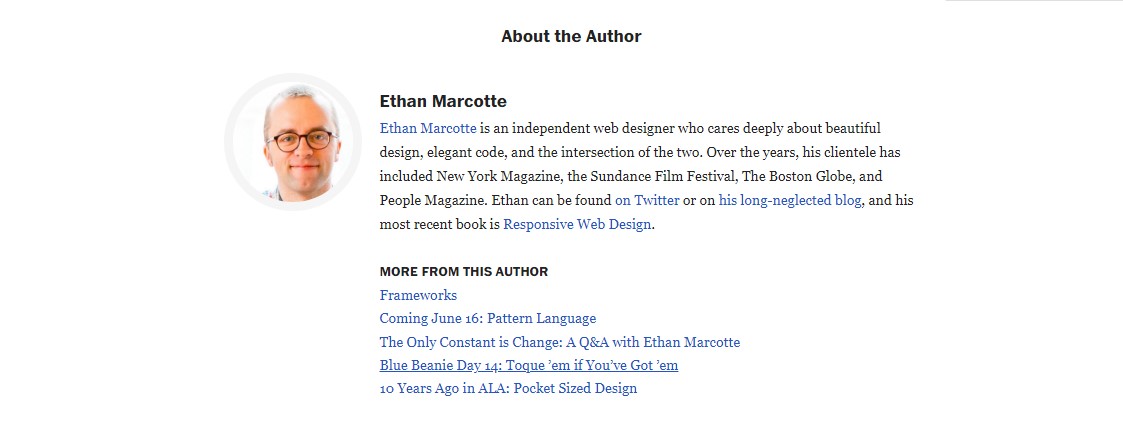 About the Author
Ethan Marcotte
Ethan Marcotte is an independent web designer who cares deeply about beautiful
design, elegant code, and the intersection of the two. Over the years, his clientele has
included New York Magazine, the Sundance Film Festival, The Boston Globe, and
People Magazine. Ethan can be found on Twitter or on his long-neglected blog, and his
most recent book is Responsive Web Design.
MORE FROM THIS AUTHOR
Frameworks
Coming June 16: Pattern Language
The Only Constant is Change: A Q&A with Ethan Marcotte
Blue Beanie Day 14: Toque ’em if You’ve Got ’em
10 Years Ago in ALA: Pocket Sized Design